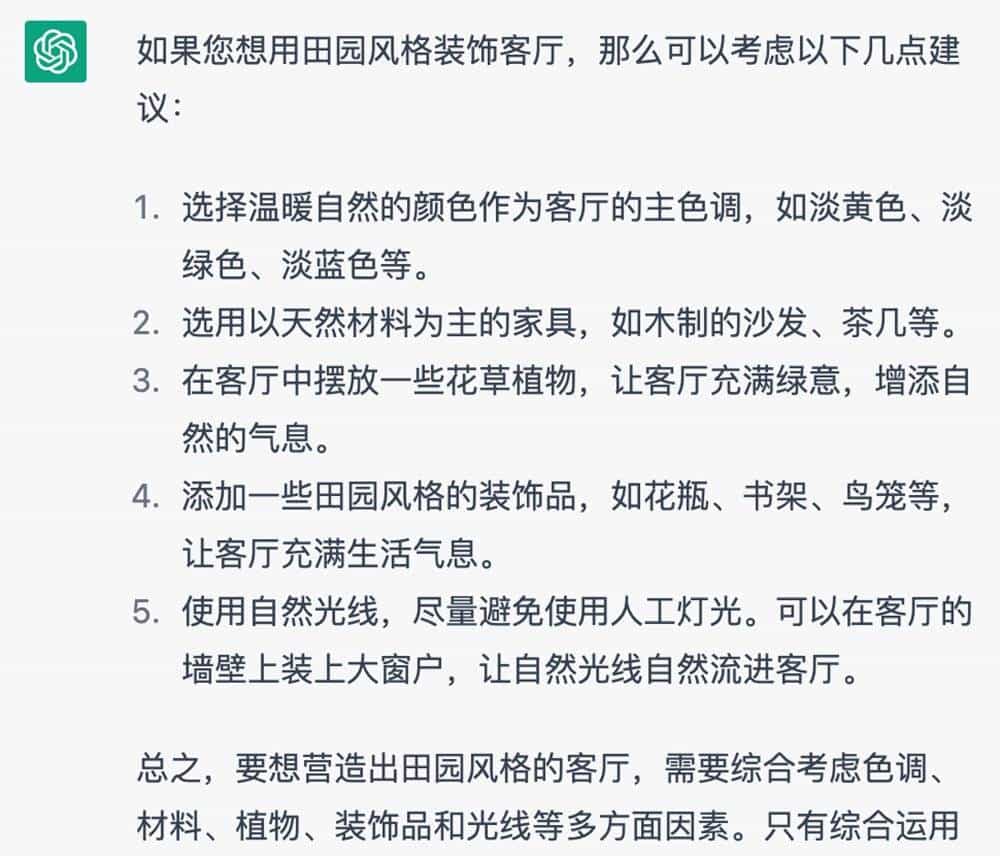 如果您想用田园风格装饰客厅，那么可以考虑以下几点建
议：
1. 选择温暖自然的颜色作为客厅的主色调，如淡黄色、淡
绿色、淡蓝色等。
2. 选用以天然材料为主的家具，如木制的沙发、茶几等。
3. 在客厅中摆放一些花草植物，让客厅充满绿意，增添自
然的气息。
4. 添加一些田园风格的装饰品，如花瓶、书架、鸟笼等，
让客厅充满生活气息。
5. 使用自然光线，尽量避免使用人工灯光。可以在客厅的
墙壁上装上大窗户，让自然光线自然流进客厅。
总之，要想营造出田园风格的客厅，需要综合考虑色调、
材料、植物、装饰品和光线等多方面因素。只有综合运用